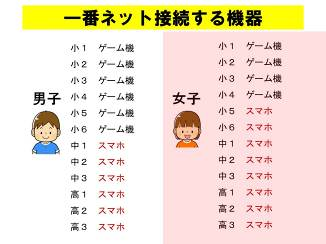 一番ネット接続する機器
男子
小1 ゲーム機
小2 ゲーム機
小3 ゲーム機
小4 ゲーム機
小5 ゲーム機
小6 ゲーム機
中1 スマホ
中2 スマホ
中3 スマホ
高1 スマホ
高2 スマホ
高3 スマホ
女子
小1 ゲーム機
小2 ゲーム機
小3 ゲーム機
小4 ゲーム機
小5 スマホ
小6 スマホ
中1 スマホ
中2 スマホ
中3 スマホ
高1 スマホ
高2 スマホ
高3 スマホ